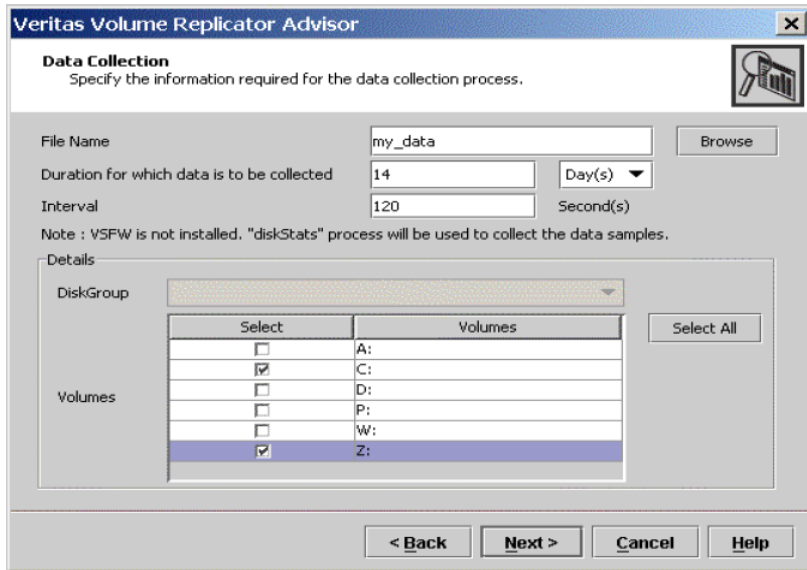 Veritas Volume Replicator Advisor
Data Collection
Specify the information required for the data collection process.
File Name my_data Browse
Duration for which data is to be collected 14 Day(s)
Interval 120 Second(s)
Note : VSFW is not installed. "diskStats" process will be used to collect the data samples.
Details
DiskGroup
Select Volumes Select All
A:
C:
D:
Volumes P:
W:
Z:
< Back Next > Cancel Help